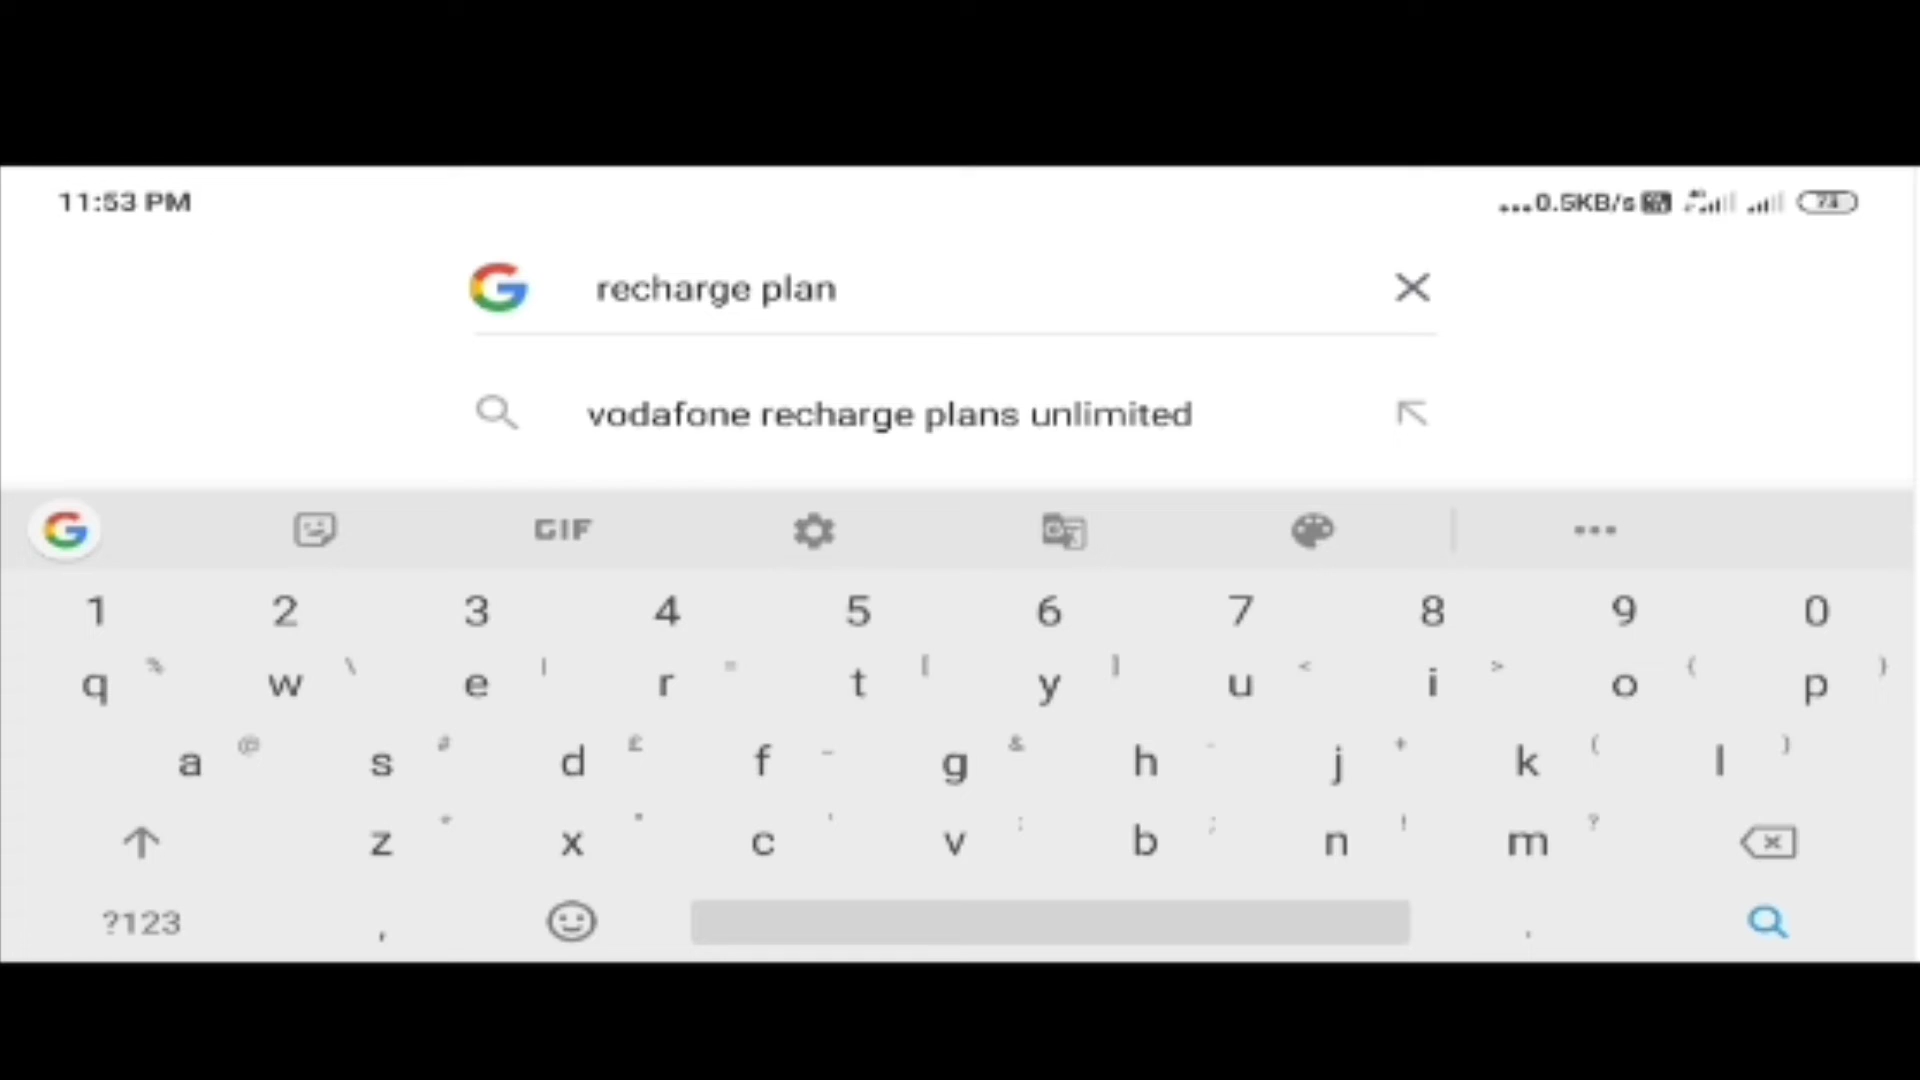 11:53 PM ...0.5KB/s
recharge plan
vodafone recharge plans unlimited
GIF
1 2 3 4 5 6 7 8 9 0
q % w \ e | r = t [ y ] u < i > o { p }
a @ s # d £ f _ g & h - j + k ( l )
z x c v : b ; n ! m ?
?123 , .